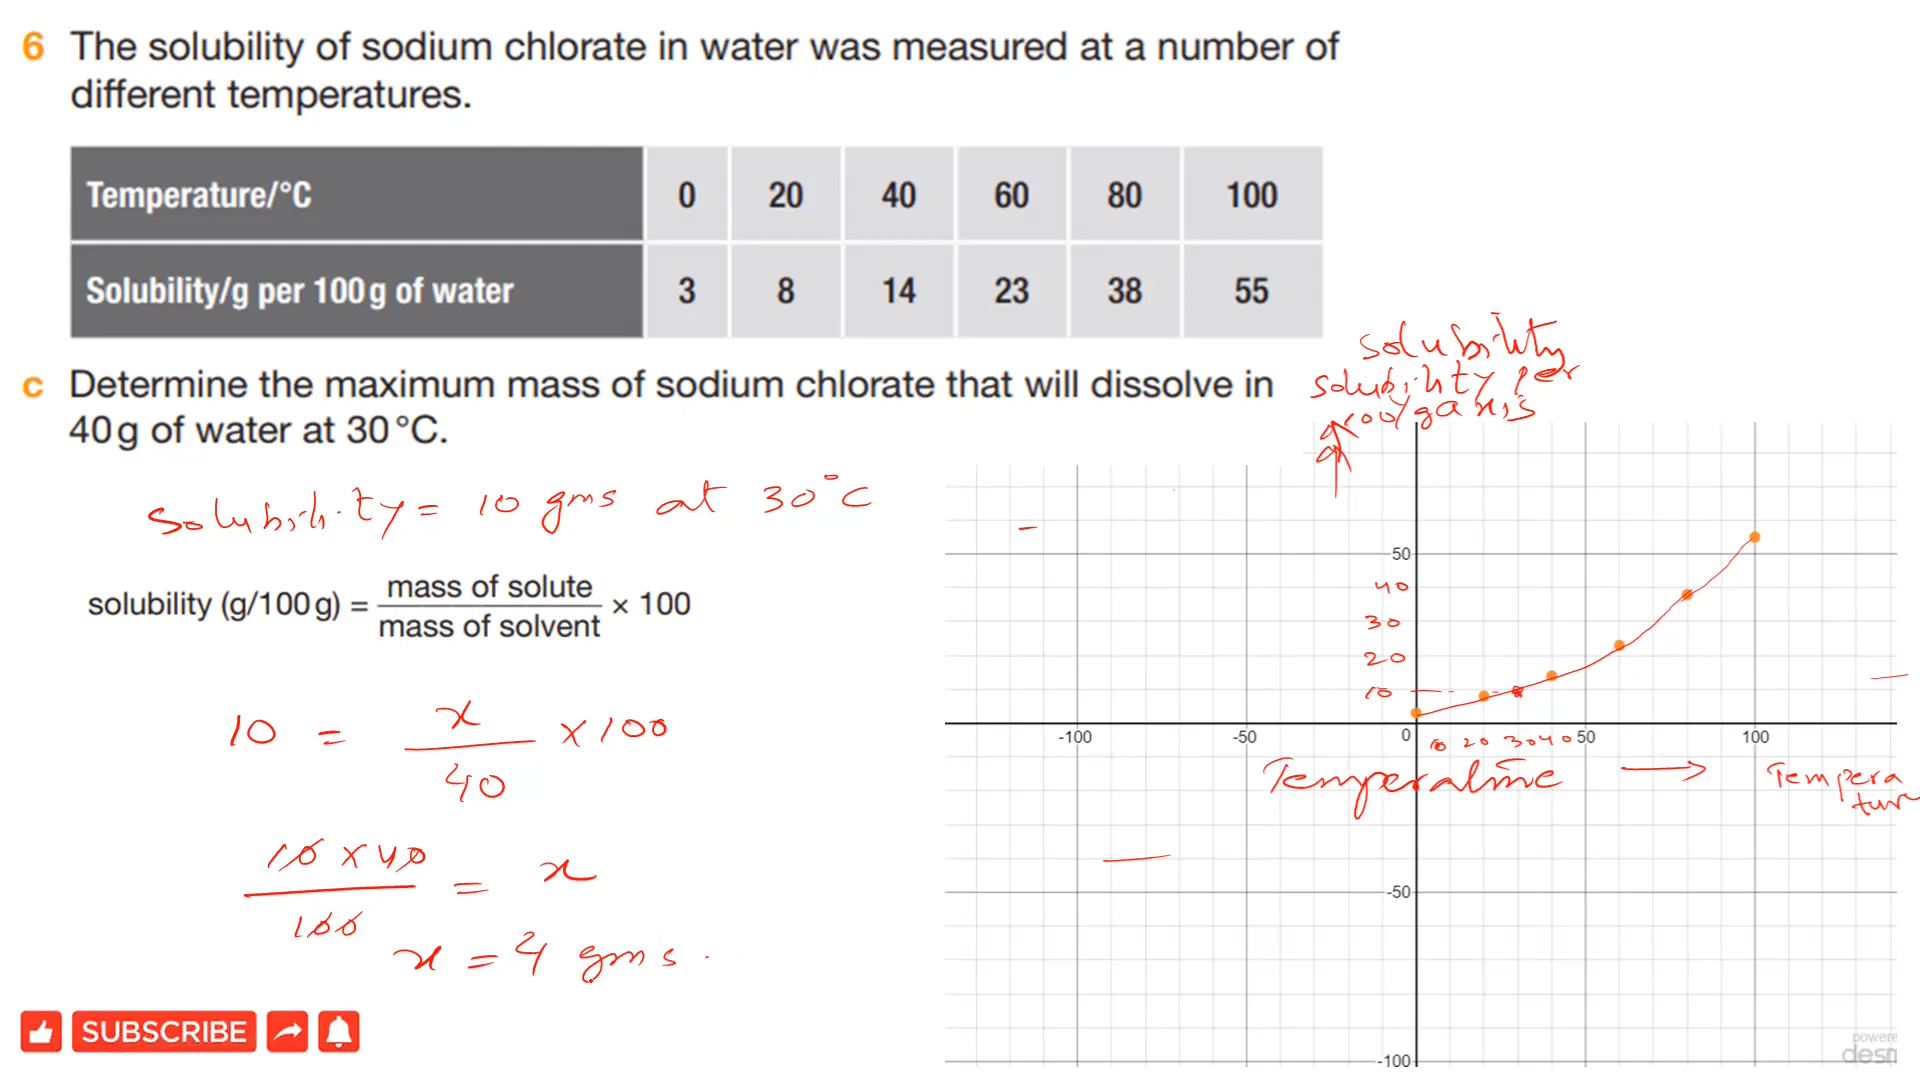 6 The solubility of sodium chlorate in water was measured at a number of
different temperatures.
Temperature/°C 0 20 40 60 80 100
Solubility/g per 100 g of water 3 8 14 23 38 55
c Determine the maximum mass of sodium chlorate that will dissolve in
40 g of water at 30 °C.
solubility = 10 gms at 30°C
solubility (g/100 g) = mass of solute / mass of solvent × 100
10 = x / 40 × 100
10 × 40 / 100 = x
x = 4 gms.
SUBSCRIBE
solubility
solubility per
50
40
30
20
10
-100 -50 0 10 20 30 40 50 100
Temperature → Tempera
ture
-50
-100
powere
desm